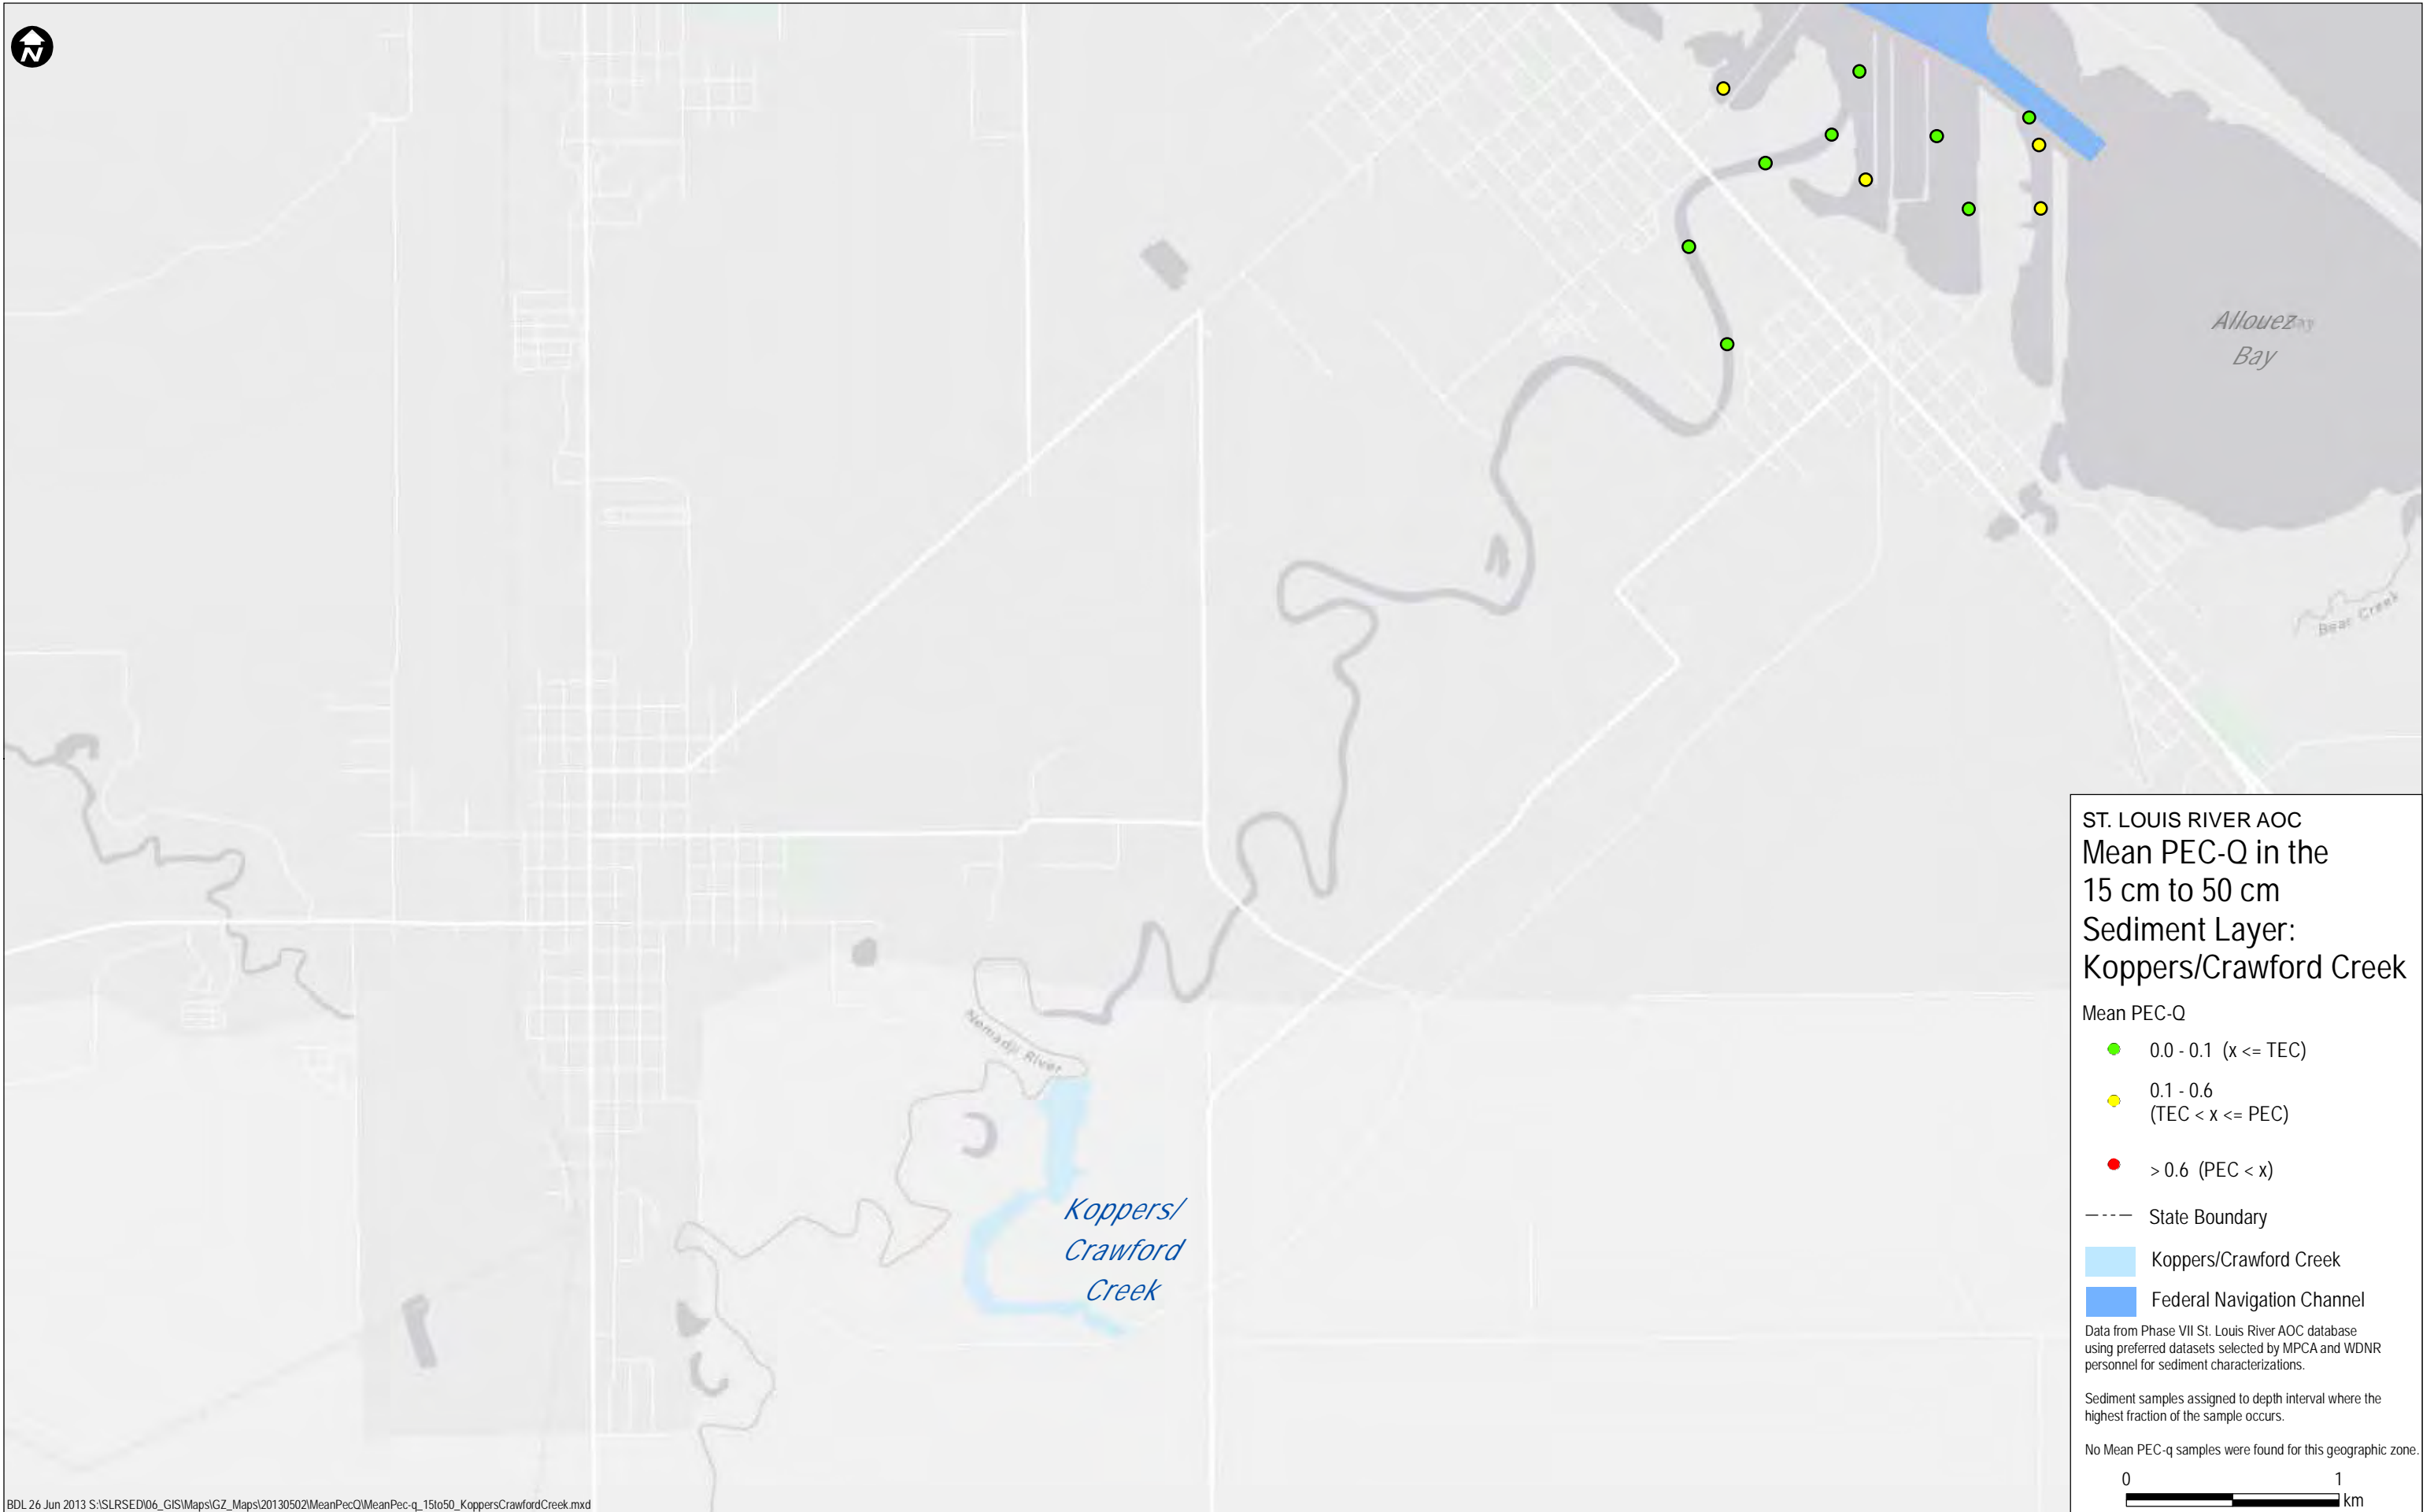 N
Allouez
Bay
Bear Creek
Nemadji River
Koppers/
Crawford
Creek
ST. LOUIS RIVER AOC
Mean PEC-Q in the
15 cm to 50 cm
Sediment Layer:
Koppers/Crawford Creek
Mean PEC-Q
0.0 - 0.1 (x <= TEC)
0.1 - 0.6
(TEC < x <= PEC)
> 0.6 (PEC < x)
State Boundary
Koppers/Crawford Creek
Federal Navigation Channel
Data from Phase VII St. Louis River AOC database
using preferred datasets selected by MPCA and WDNR
personnel for sediment characterizations.
Sediment samples assigned to depth interval where the
highest fraction of the sample occurs.
No Mean PEC-q samples were found for this geographic zone.
0 1
km
BDL 26 Jun 2013 S:\SLRSED\06_GIS\Maps\GZ_Maps\20130502\MeanPecQ\MeanPec-q_15to50_KoppersCrawfordCreek.mxd